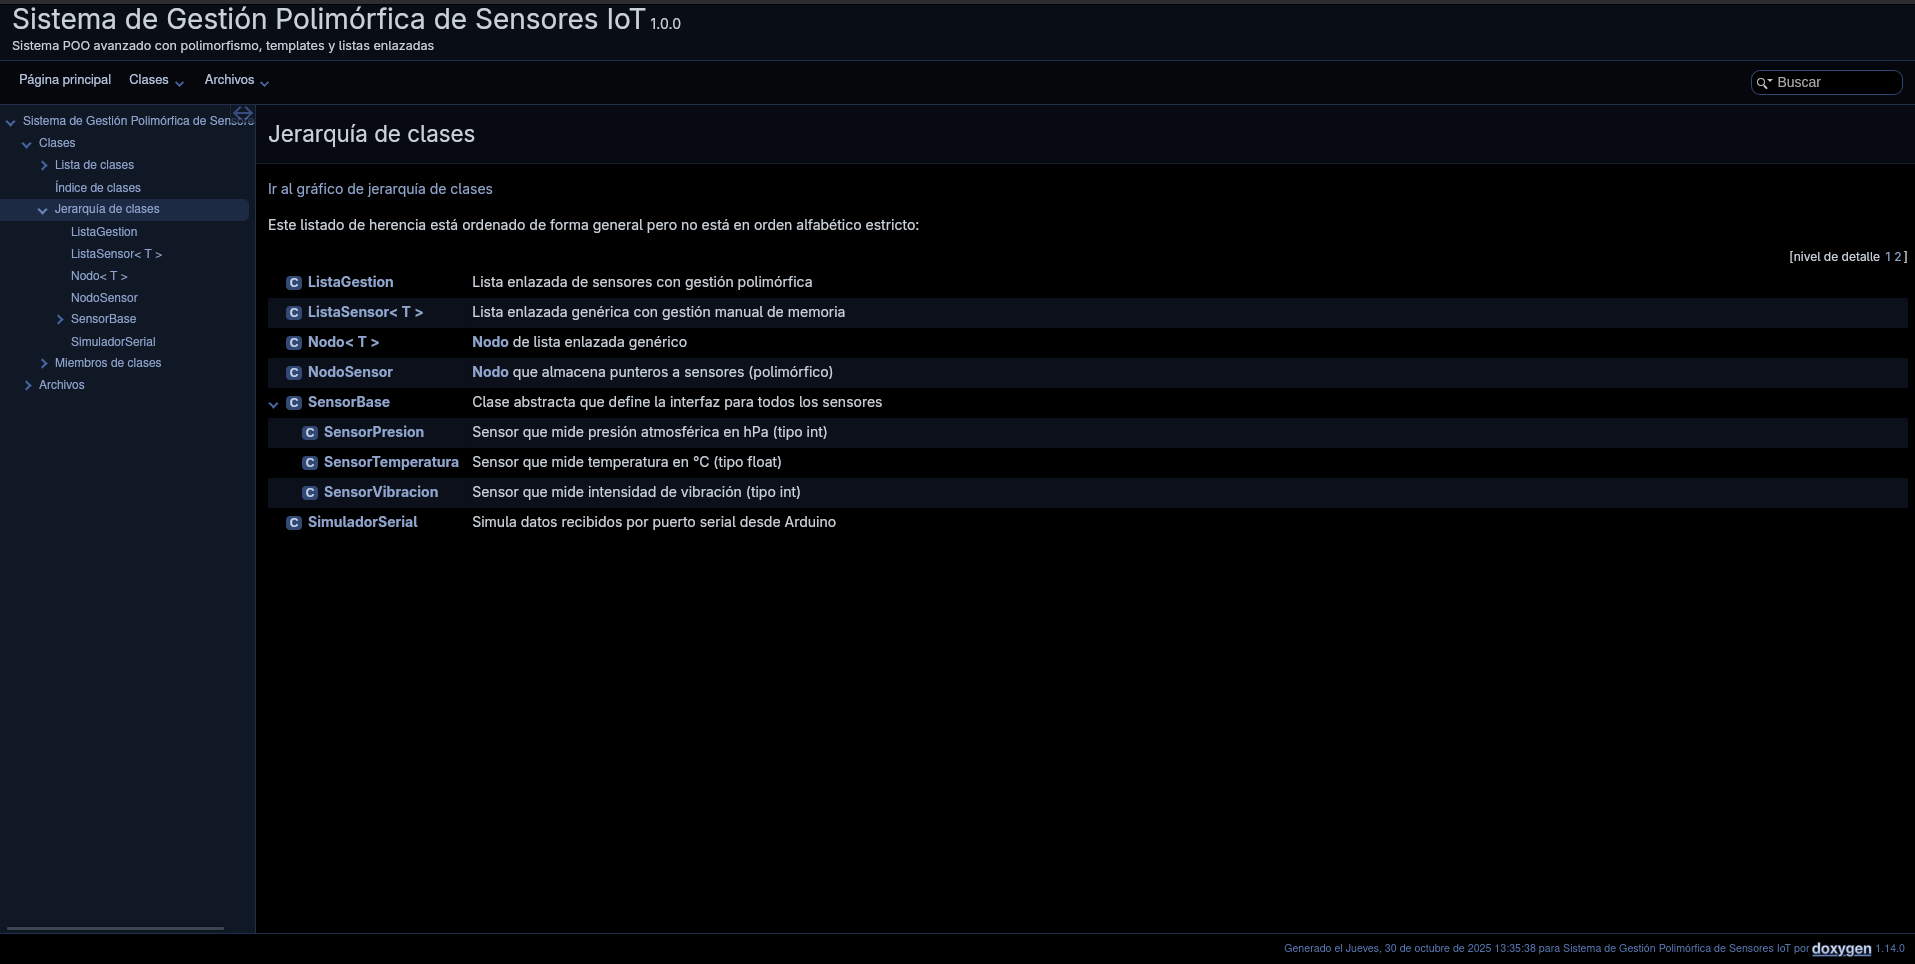 Sistema de Gestión Polimórfica de Sensores IoT 1.0.0
Sistema POO avanzado con polimorfismo, templates y listas enlazadas
Página principal Clases Archivos Buscar
Sistema de Gestión Polimórfica de Sensore
Clases
Lista de clases
Índice de clases
Jerarquía de clases
ListaGestion
ListaSensor< T >
Nodo< T >
NodoSensor
SensorBase
SimuladorSerial
Miembros de clases
Archivos
Jerarquía de clases
Ir al gráfico de jerarquía de clases
Este listado de herencia está ordenado de forma general pero no está en orden alfabético estricto:
[nivel de detalle 1 2 ]
C ListaGestion Lista enlazada de sensores con gestión polimórfica
C ListaSensor< T > Lista enlazada genérica con gestión manual de memoria
C Nodo< T > Nodo de lista enlazada genérico
C NodoSensor Nodo que almacena punteros a sensores (polimórfico)
C SensorBase Clase abstracta que define la interfaz para todos los sensores
C SensorPresion Sensor que mide presión atmosférica en hPa (tipo int)
C SensorTemperatura Sensor que mide temperatura en °C (tipo float)
C SensorVibracion Sensor que mide intensidad de vibración (tipo int)
C SimuladorSerial Simula datos recibidos por puerto serial desde Arduino
Generado el Jueves, 30 de octubre de 2025 13:35:38 para Sistema de Gestión Polimórfica de Sensores IoT por doxygen 1.14.0